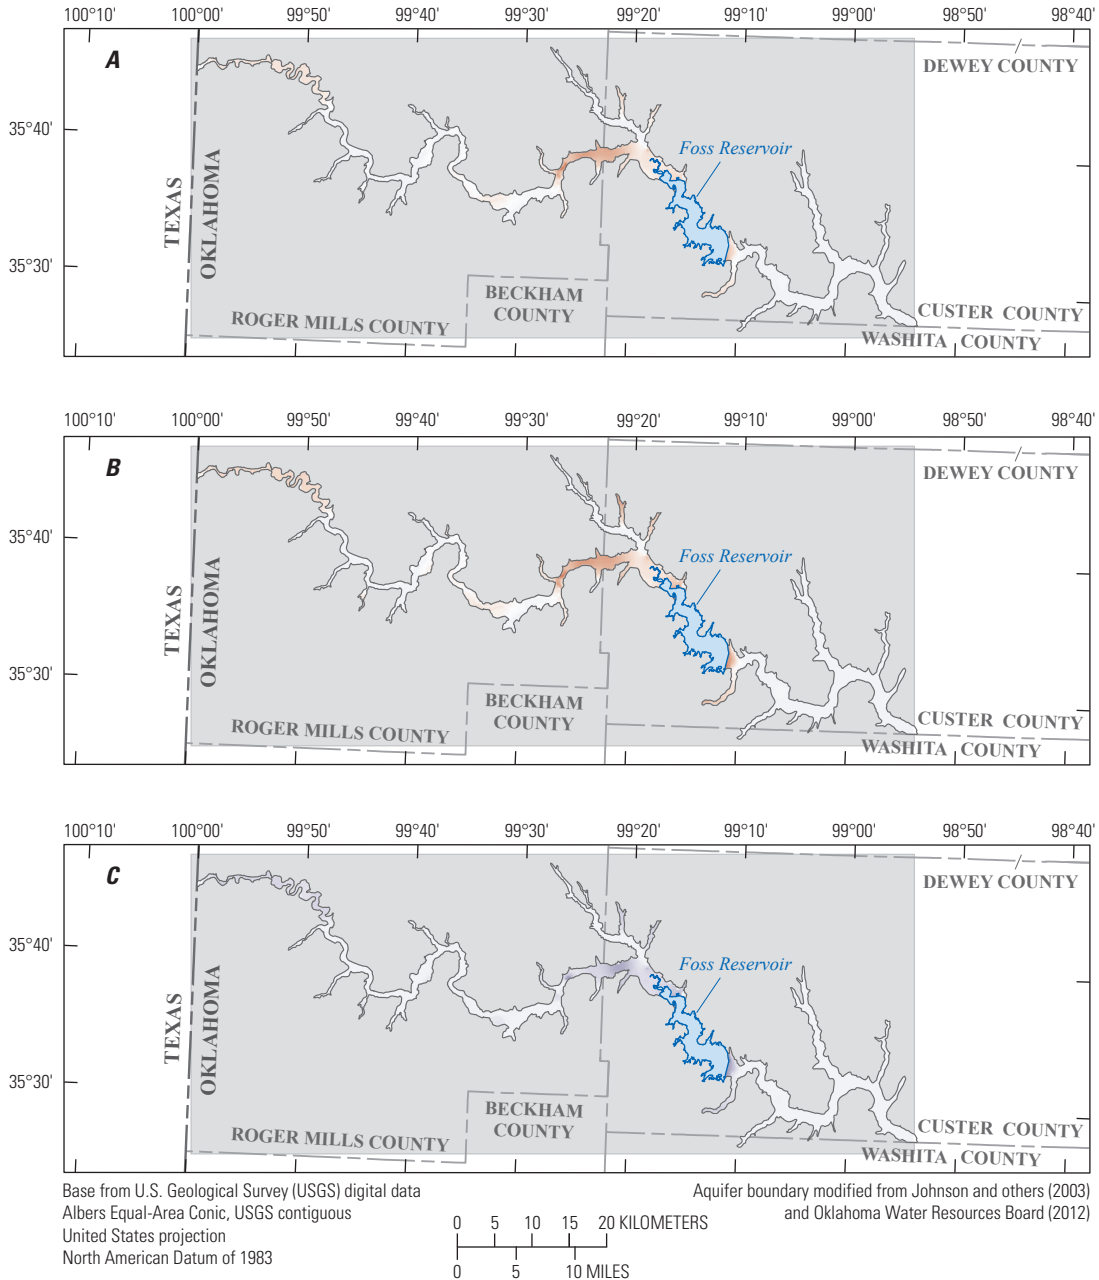 100°10' 100°00' 99°50' 99°40' 99°30' 99°20' 99°10' 99°00' 98°50' 98°40'
A
DEWEY COUNTY
35°40'
Foss Reservoir
TEXAS
OKLAHOMA
35°30'
BECKHAM
COUNTY
ROGER MILLS COUNTY
CUSTER COUNTY
WASHITA COUNTY
100°10' 100°00' 99°50' 99°40' 99°30' 99°20' 99°10' 99°00' 98°50' 98°40'
B
DEWEY COUNTY
35°40'
Foss Reservoir
TEXAS
OKLAHOMA
35°30'
BECKHAM
COUNTY
ROGER MILLS COUNTY
CUSTER COUNTY
WASHITA COUNTY
100°10' 100°00' 99°50' 99°40' 99°30' 99°20' 99°10' 99°00' 98°50' 98°40'
C
DEWEY COUNTY
35°40'
Foss Reservoir
TEXAS
OKLAHOMA
35°30'
BECKHAM
COUNTY
ROGER MILLS COUNTY
CUSTER COUNTY
WASHITA COUNTY
Base from U.S. Geological Survey (USGS) digital data
Albers Equal-Area Conic, USGS contiguous
United States projection
North American Datum of 1983
Aquifer boundary modified from Johnson and others (2003)
and Oklahoma Water Resources Board (2012)
0 5 10 15 20 KILOMETERS
0 5 10 MILES